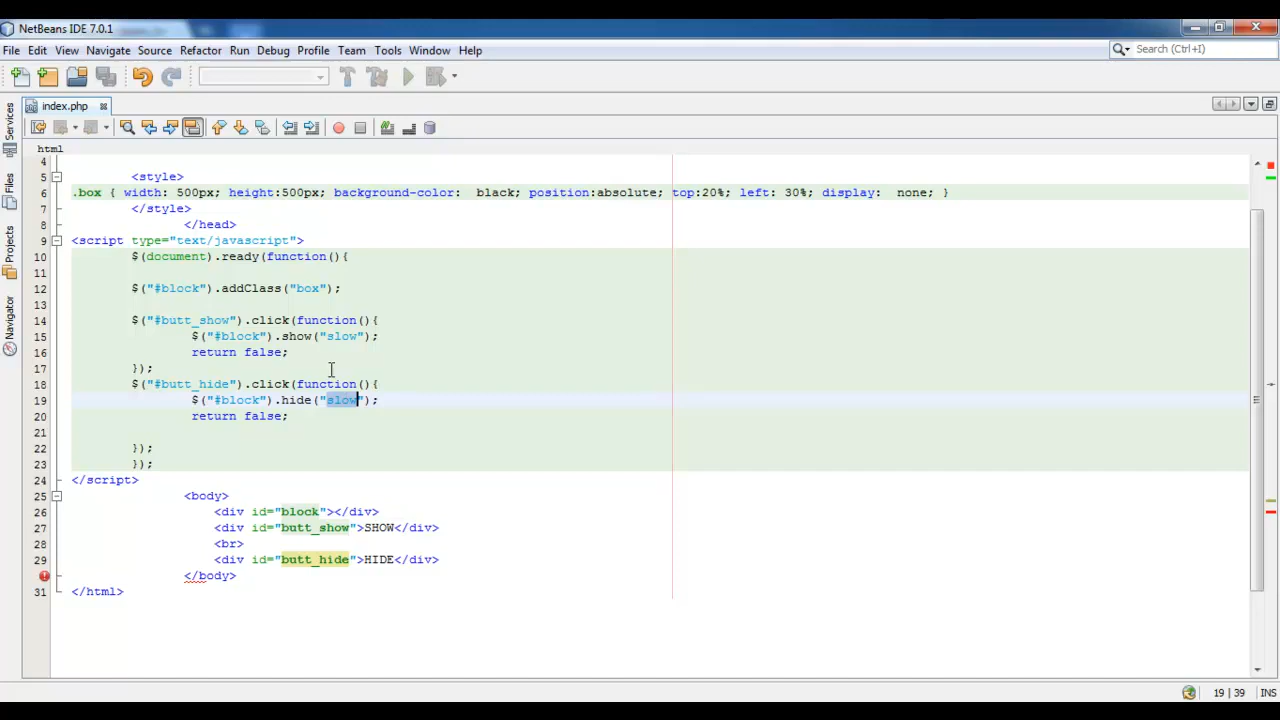 NetBeans IDE 7.0.1
File Edit View Navigate Source Refactor Run Debug Profile Team Tools Window Help
Search (Ctrl+I)
index.php
Services
Files
Projects
Navigator
html
4
5 <style>
6 .box { width: 500px; height:500px; background-color: black; position:absolute; top:20%; left: 30%; display: none; }
7 </style>
8 </head>
9 <script type="text/javascript">
10 $(document).ready(function(){
11
12 $("#block").addClass("box");
13
14 $("#butt_show").click(function(){
15 $("#block").show("slow");
16 return false;
17 });
18 $("#butt_hide").click(function(){
19 $("#block").hide("slow");
20 return false;
21
22 });
23 });
24 </script>
25 <body>
26 <div id="block"></div>
27 <div id="butt_show">SHOW</div>
28 <br>
29 <div id="butt_hide">HIDE</div>
</body>
31 </html>
19 | 39 INS